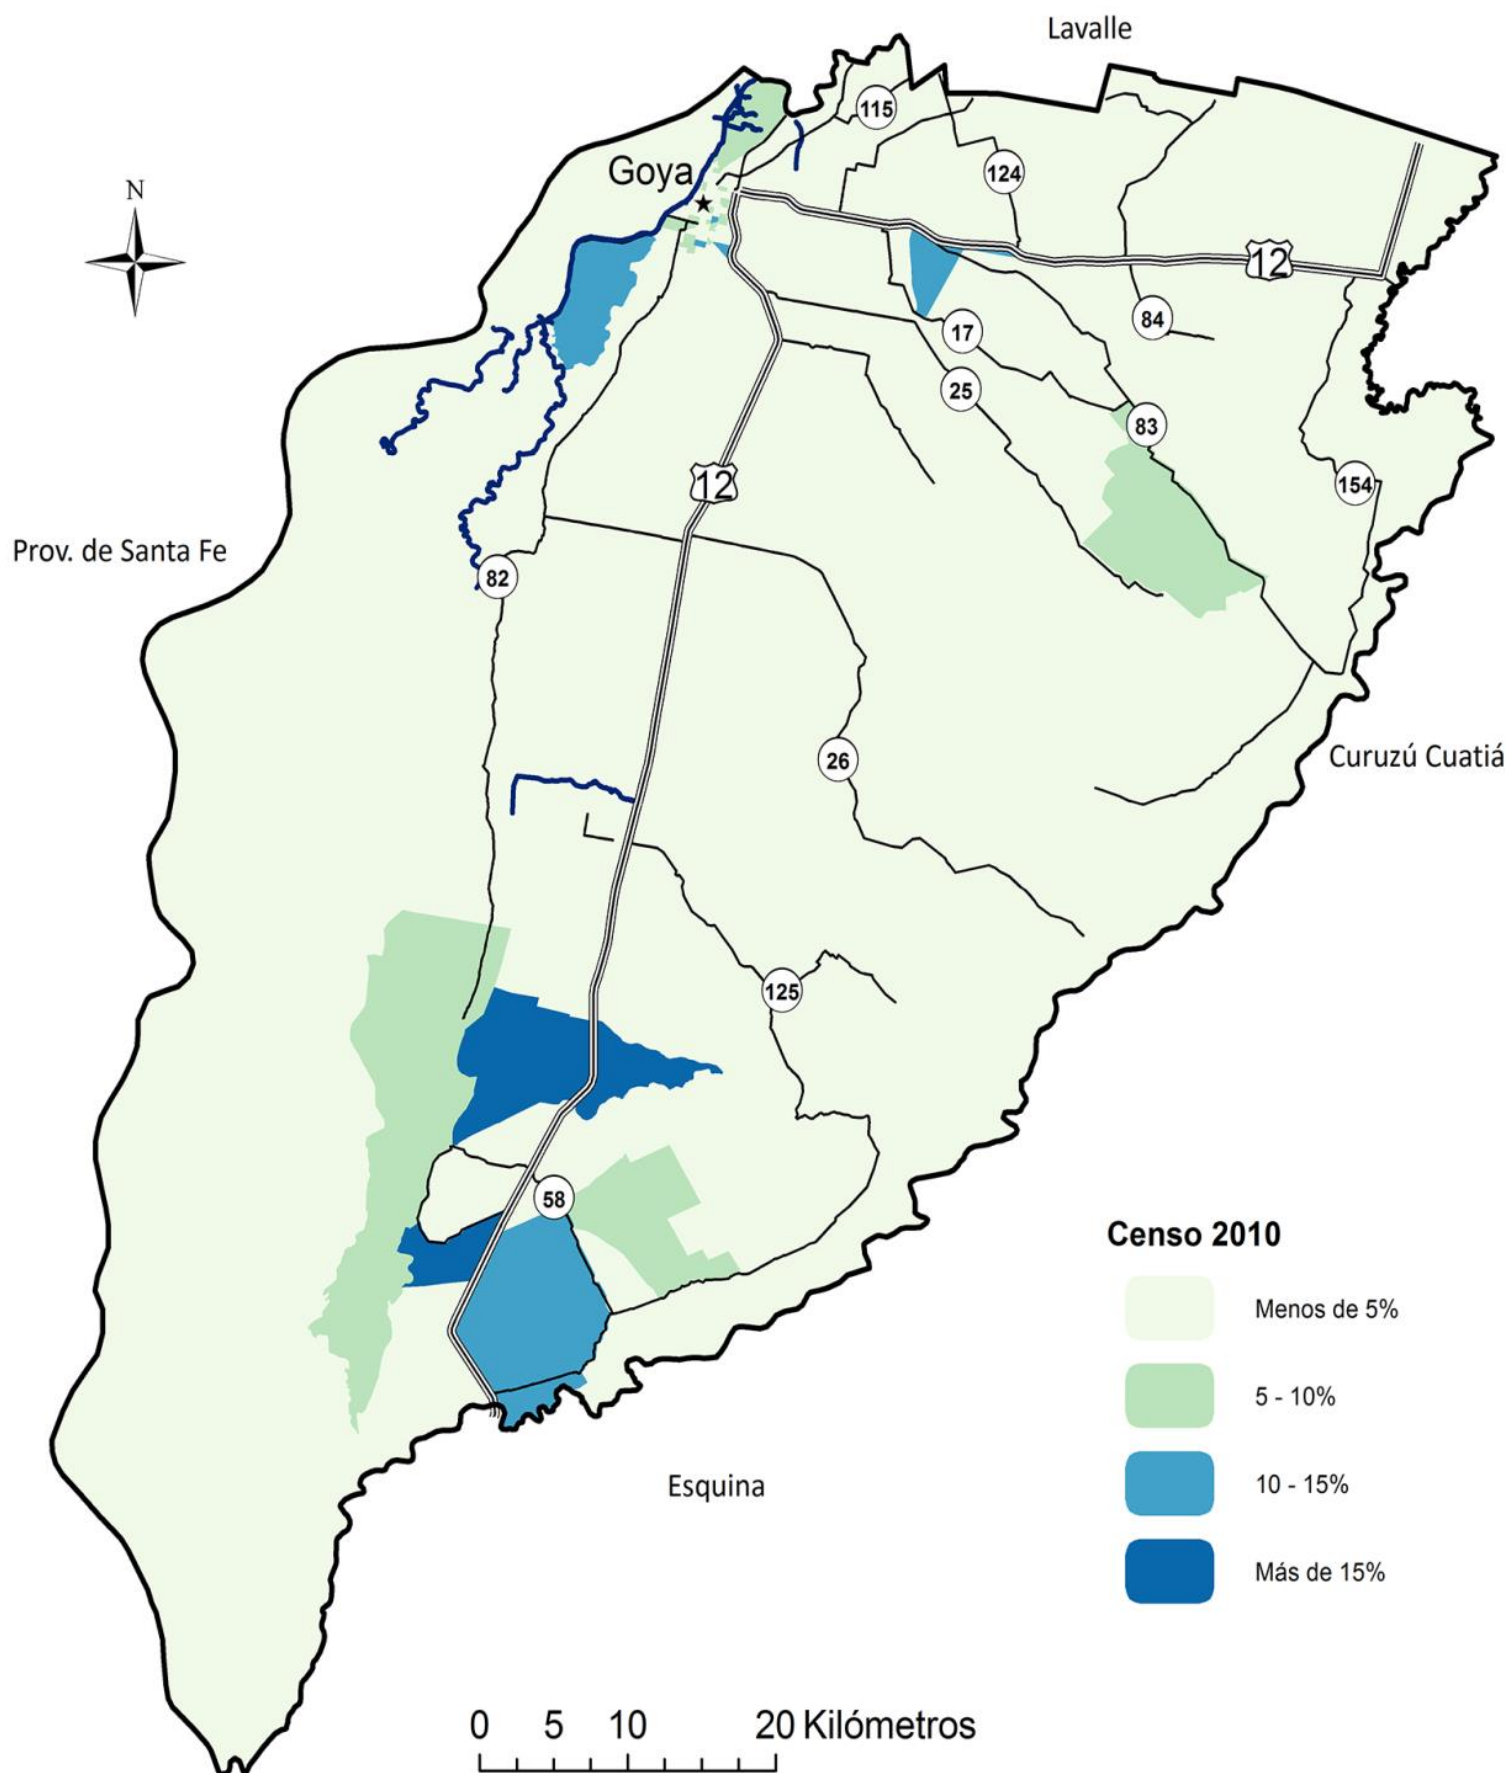 Lavalle
115
Goya
124
N
12
17
84
25
83
12
154
Prov. de Santa Fe
82
26
Curuzú Cuatiá
125
58
Censo 2010
Menos de 5%
5 - 10%
10 - 15%
Más de 15%
Esquina
0 5 10 20 Kilómetros